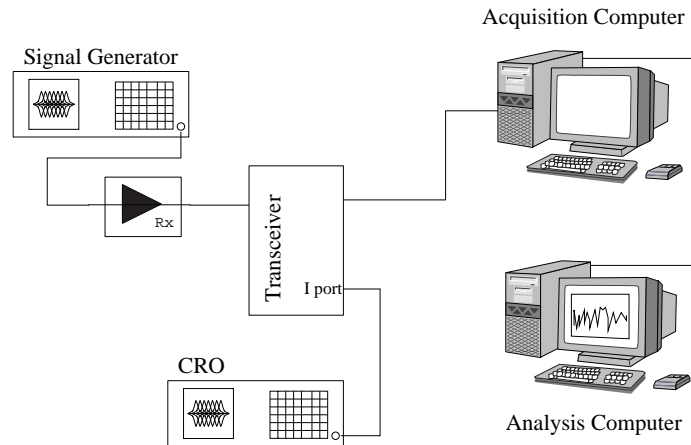 Acquisition Computer
Signal Generator
Rx
Transceiver
I port
CRO
Analysis Computer